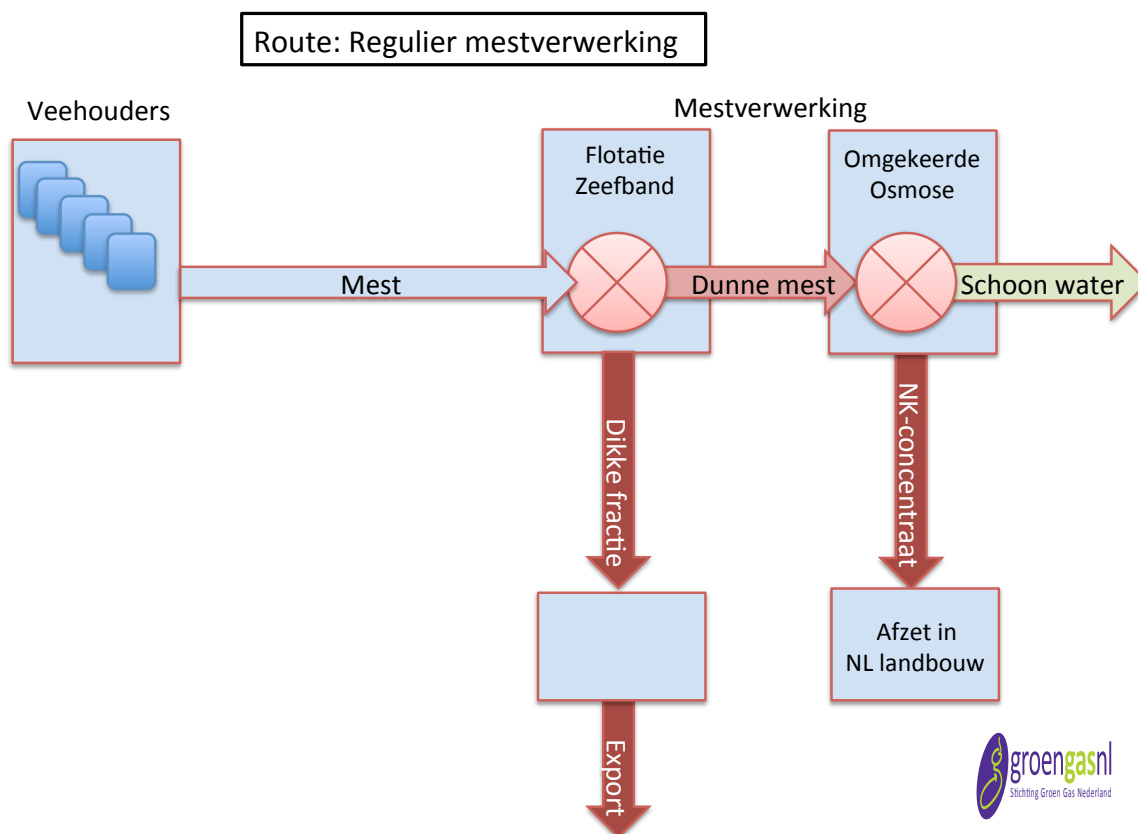 Route: Regulier mestverwerking
Veehouders
Mestverwerking
Flotatie
Zeefband
Omgekeerde
Osmose
Mest
Dunne mest
Schoon water
Dikke fractie
NK-concentraat
Afzet in
NL landbouw
Export
groengasnl
Stichting Groen Gas Nederland